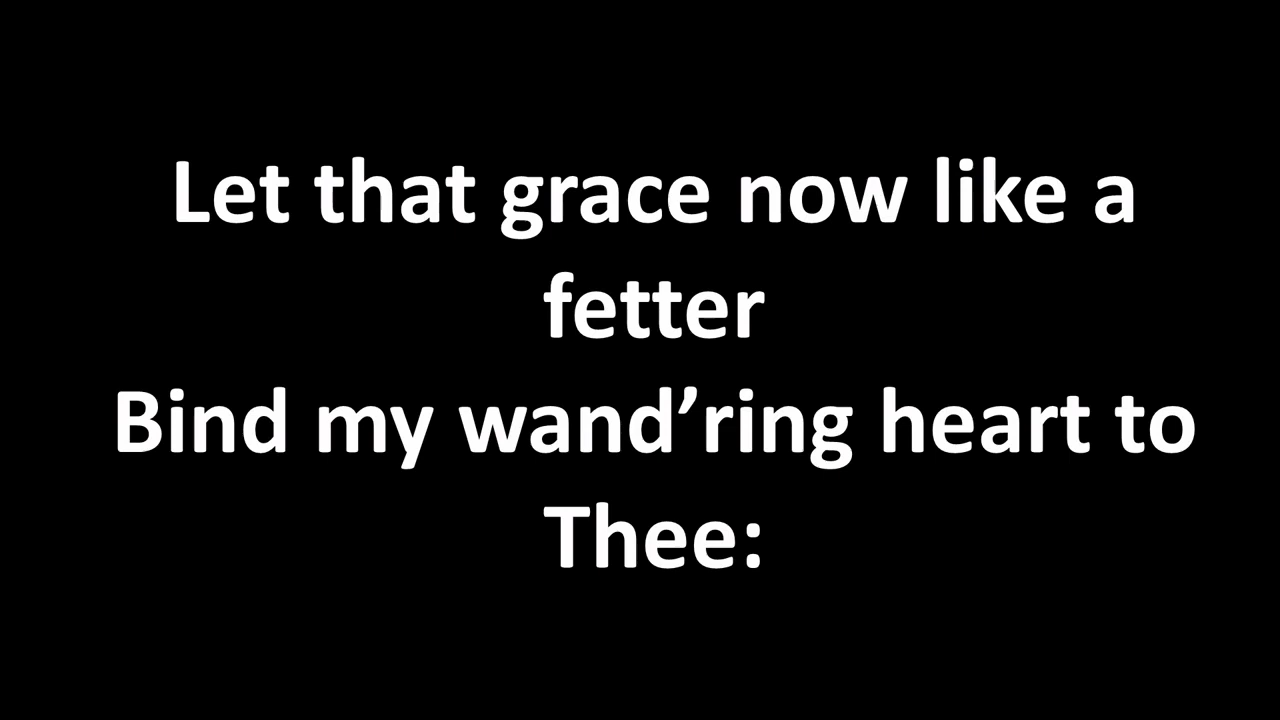 Let that grace now like a
fetter
Bind my wand’ring heart to
Thee: